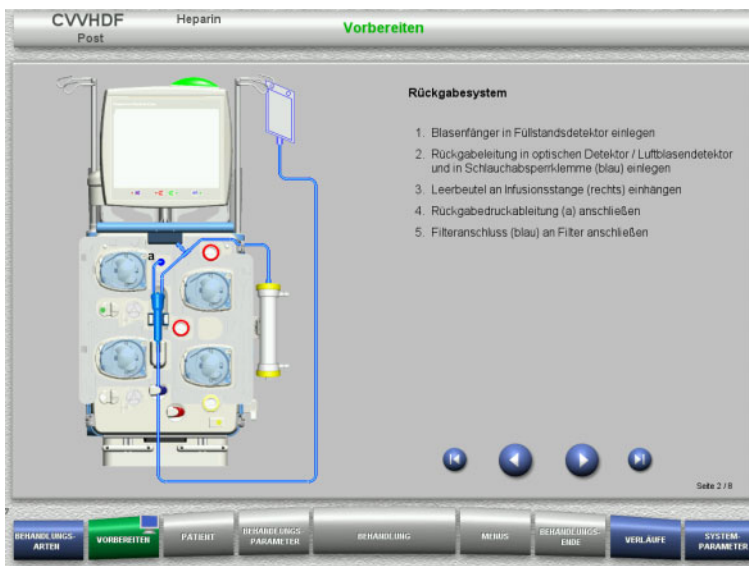 CVVHDF
Heparin
Post
Vorbereiten
Rückgabesystem
1. Blasenfänger in Füllstandsdetektor einlegen
2. Rückgabeleitung in optischen Detektor / Luftblasendetektor
und in Schlauchabsperrklemme (blau) einlegen
3. Leerbeutel an Infusionsstange (rechts) einhängen
4. Rückgabedruckableitung (a) anschließen
5. Filteranschluss (blau) an Filter anschließen
a
Seite 2 / 8
BEHANDLUNGS-
ARTEN
VORBEREITEN
PATIENT
BEHANDLUNGS-
PARAMETER
BEHANDLUNG
MENUS
BEHANDLUNGS-
ENDE
VERLÄUFE
SYSTEM-
PARAMETER